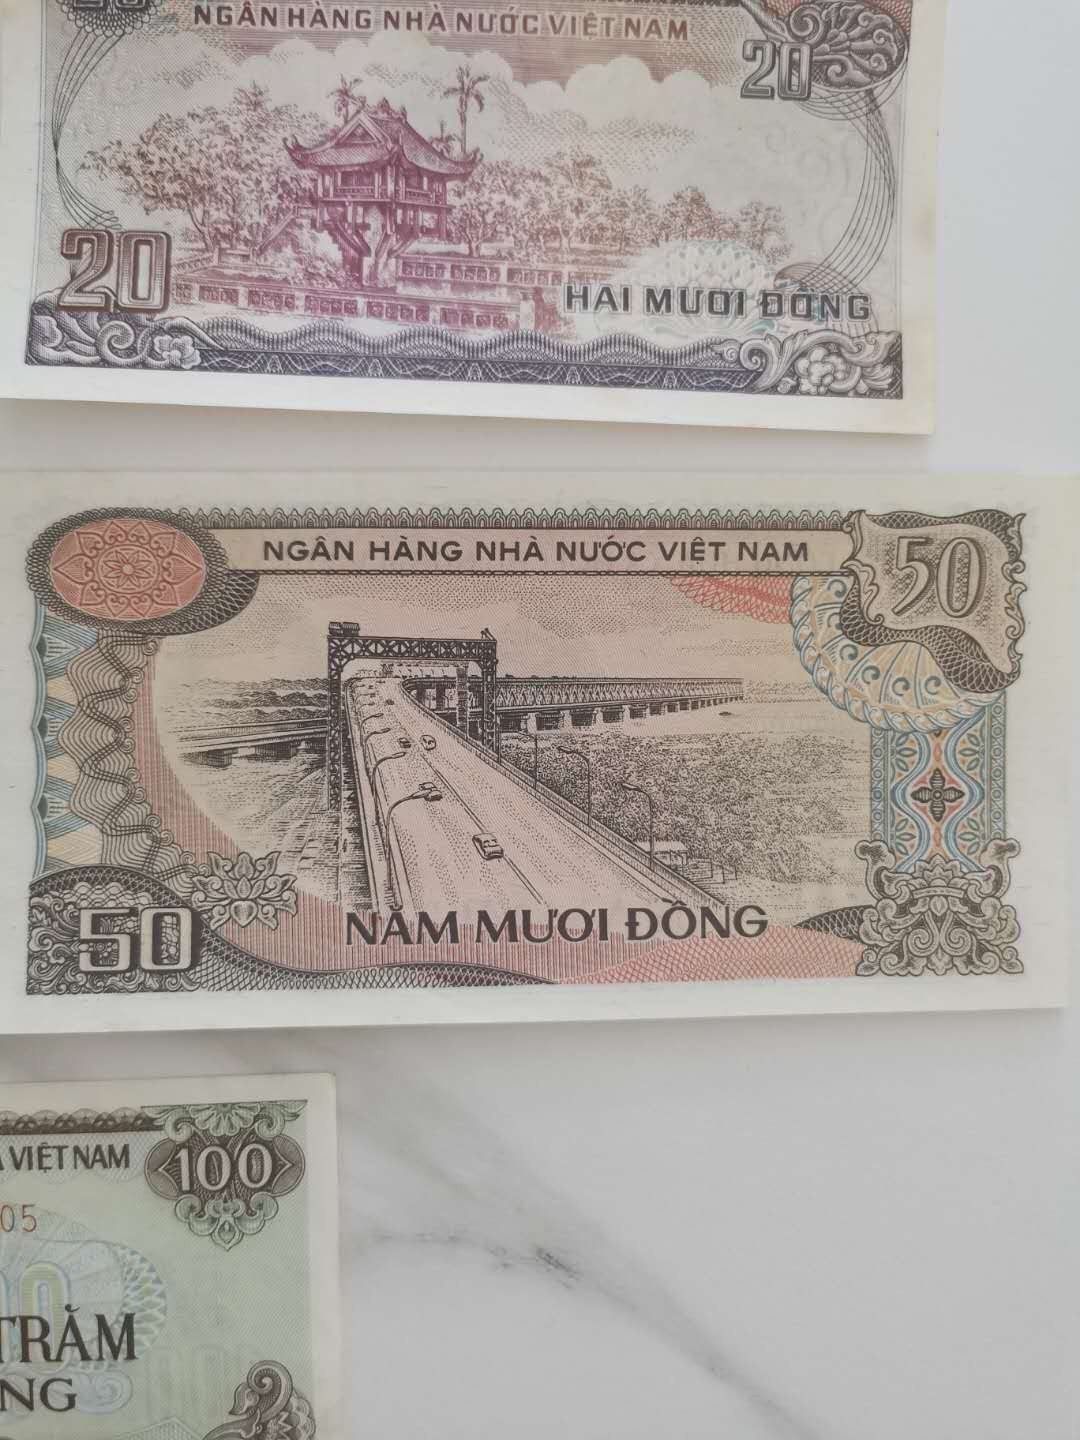 NGÂN HÀNG NHÀ NƯỚC VIỆT NAM
20
20
HAI MƯƠI ĐỒNG
NGÂN HÀNG NHÀ NƯỚC VIỆT NAM
50
50
NĂM MƯƠI ĐỒNG
VIỆT NAM
100
05
TRĂM
NG